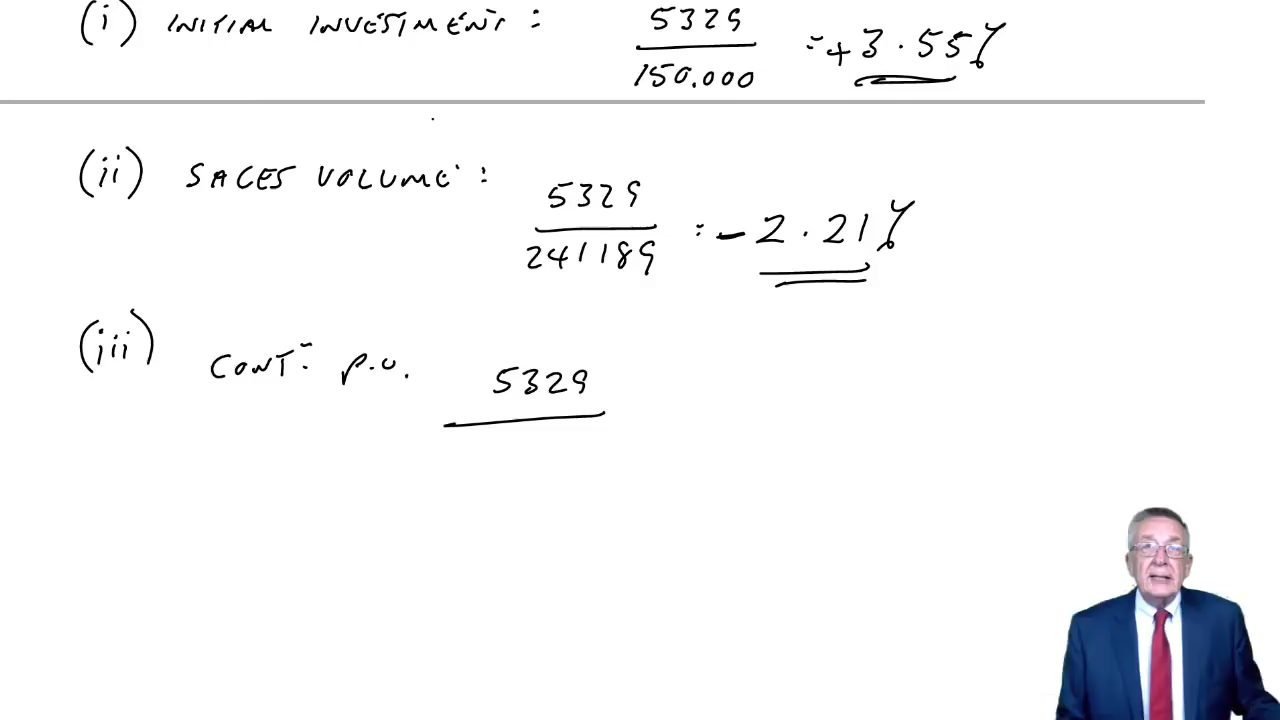 (i) INITIAL INVESTMENT : 5329 / 150.000 = +3.55%
(ii) SALES VOLUME : 5329 / 241189 = -2.21%
(iii) CONT: p.u. 5329